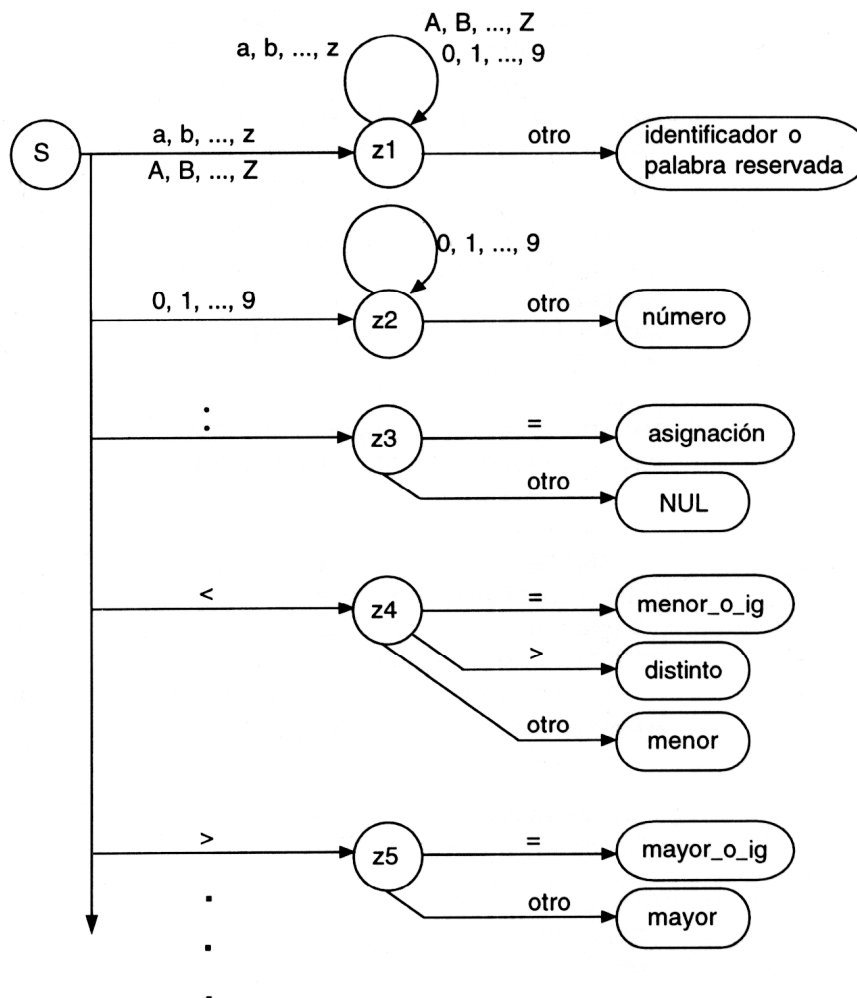 A, B, ..., Z
a, b, ..., z
0, 1, ..., 9
S
a, b, ..., z
A, B, ..., Z
z1
otro
identificador o
palabra reservada
0, 1, ..., 9
0, 1, ..., 9
z2
otro
número
:
z3
=
asignación
otro
NUL
<
z4
=
menor_o_ig
>
distinto
otro
menor
>
z5
=
mayor_o_ig
otro
mayor
.
.
.